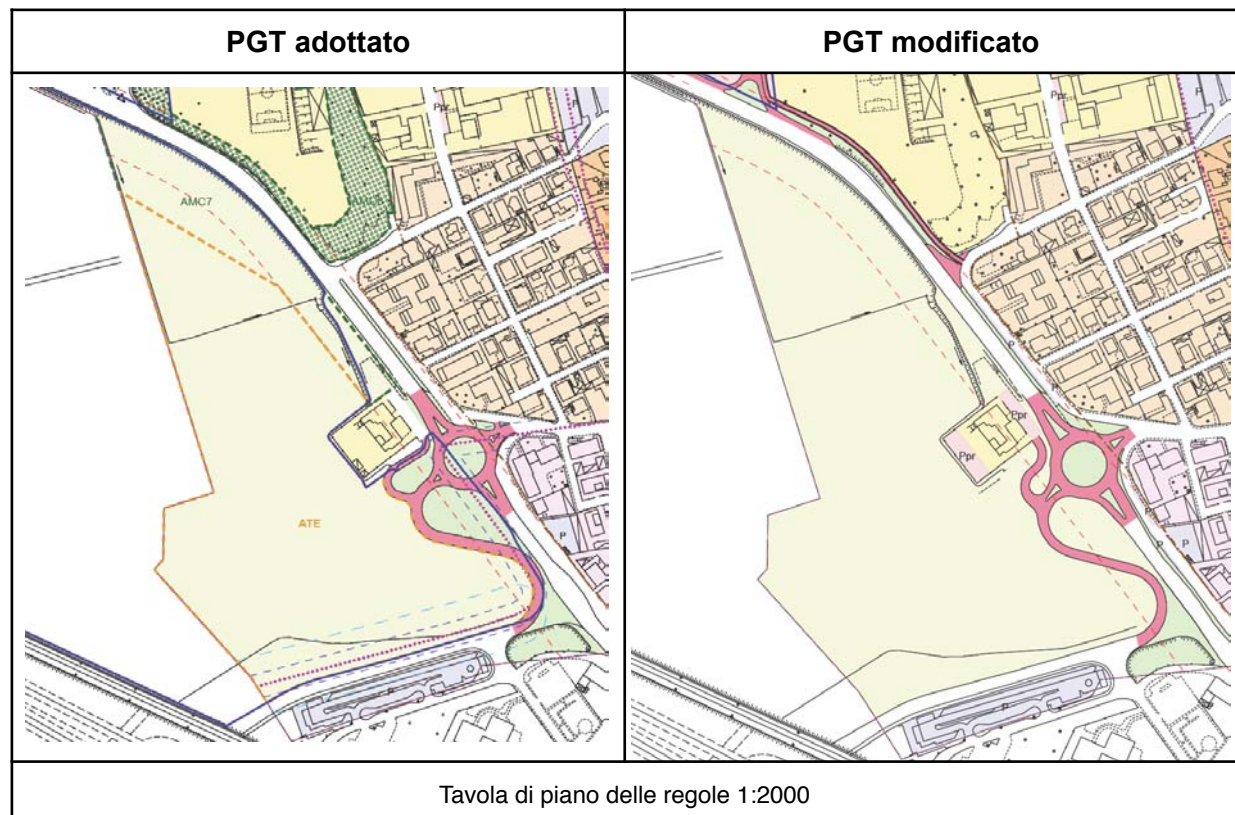 PGT adottato
PGT modificato
Ppr
P
AMC7
ATE
P
Ppr
P
P
Ppr
Ppr
P
P
P
Tavola di piano delle regole 1:2000